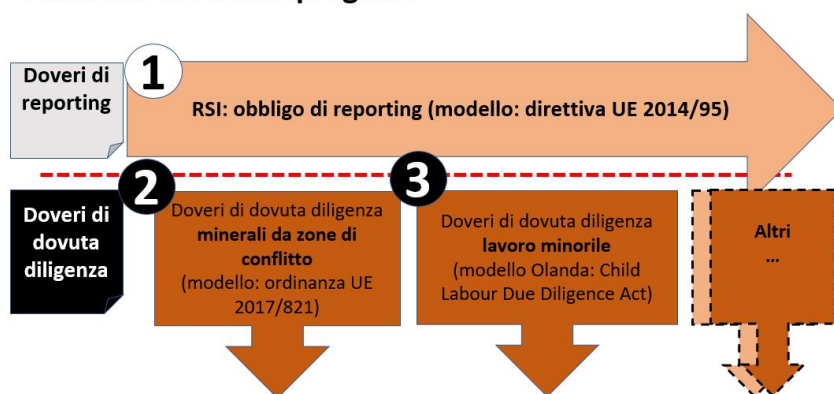 Doveri di
reporting
1
RSI: obbligo di reporting (modello: direttiva UE 2014/95)
Doveri di
dovuta
diligenza
2
Doveri di dovuta diligenza
minerali da zone di
conflitto
(modello: ordinanza UE
2017/821)
3
Doveri di dovuta diligenza
lavoro minorile
(modello Olanda: Child
Labour Due Diligence Act)
Altri
...